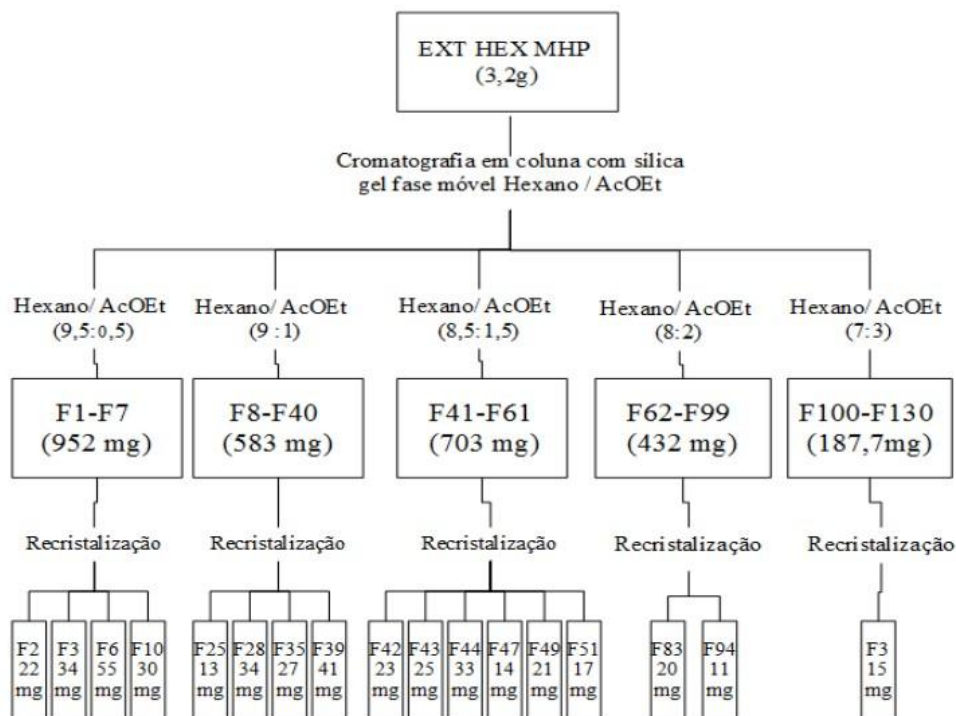 EXT HEX MHP
(3,2g)
Cromatografia em coluna com sílica
gel fase móvel Hexano / AcOEt
Hexano/ AcOEt
(9,5:0,5)
Hexano/ AcOEt
(9 :1)
Hexano/ AcOEt
(8,5:1,5)
Hexano/ AcOEt
(8:2)
Hexano/ AcOEt
(7:3)
F1-F7
(952 mg)
F8-F40
(583 mg)
F41-F61
(703 mg)
F62-F99
(432 mg)
F100-F130
(187,7mg)
Recristalização
Recristalização
Recristalização
Recristalização
Recristalização
F2
22
mg
F3
34
mg
F6
55
mg
F10
30
mg
F25
13
mg
F28
34
mg
F35
27
mg
F39
41
mg
F42
23
mg
F43
25
mg
F44
33
mg
F47
14
mg
F49
21
mg
F51
17
mg
F83
20
mg
F94
11
mg
F3
15
mg